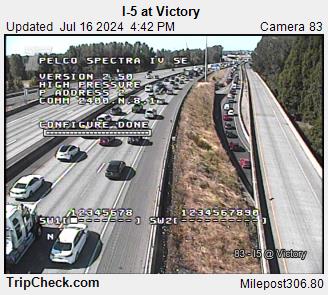 I-5 at Victory
Updated Jul 16 2024 4:42 PM Camera 83
PELCO SPECTRA IV SE
VERSION 2.50
HIGH PRESSURE
P ADDRESS 2
COMM 2400,N,8,1
CONFIGURE DONE
12345678 1234567890
SW1 SW2
N
83 - I5 @ Victory
TripCheck.com Milepost306.80